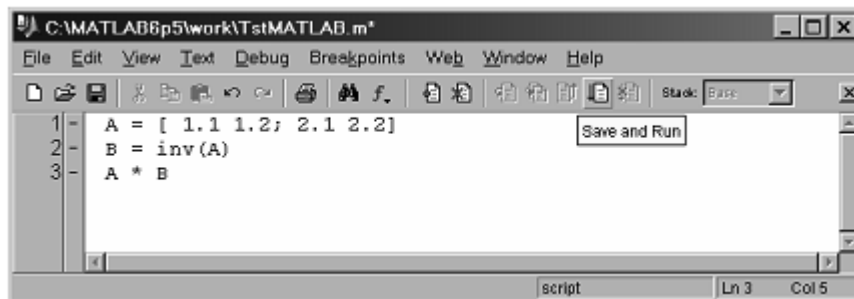 C:\MATLAB6p5\work\TstMATLAB.m*
File Edit View Text Debug Breakpoints Web Window Help
Stack: Base
Save and Run
1 - A = [ 1.1 1.2; 2.1 2.2]
2 - B = inv(A)
3 - A * B
script Ln 3 Col 5